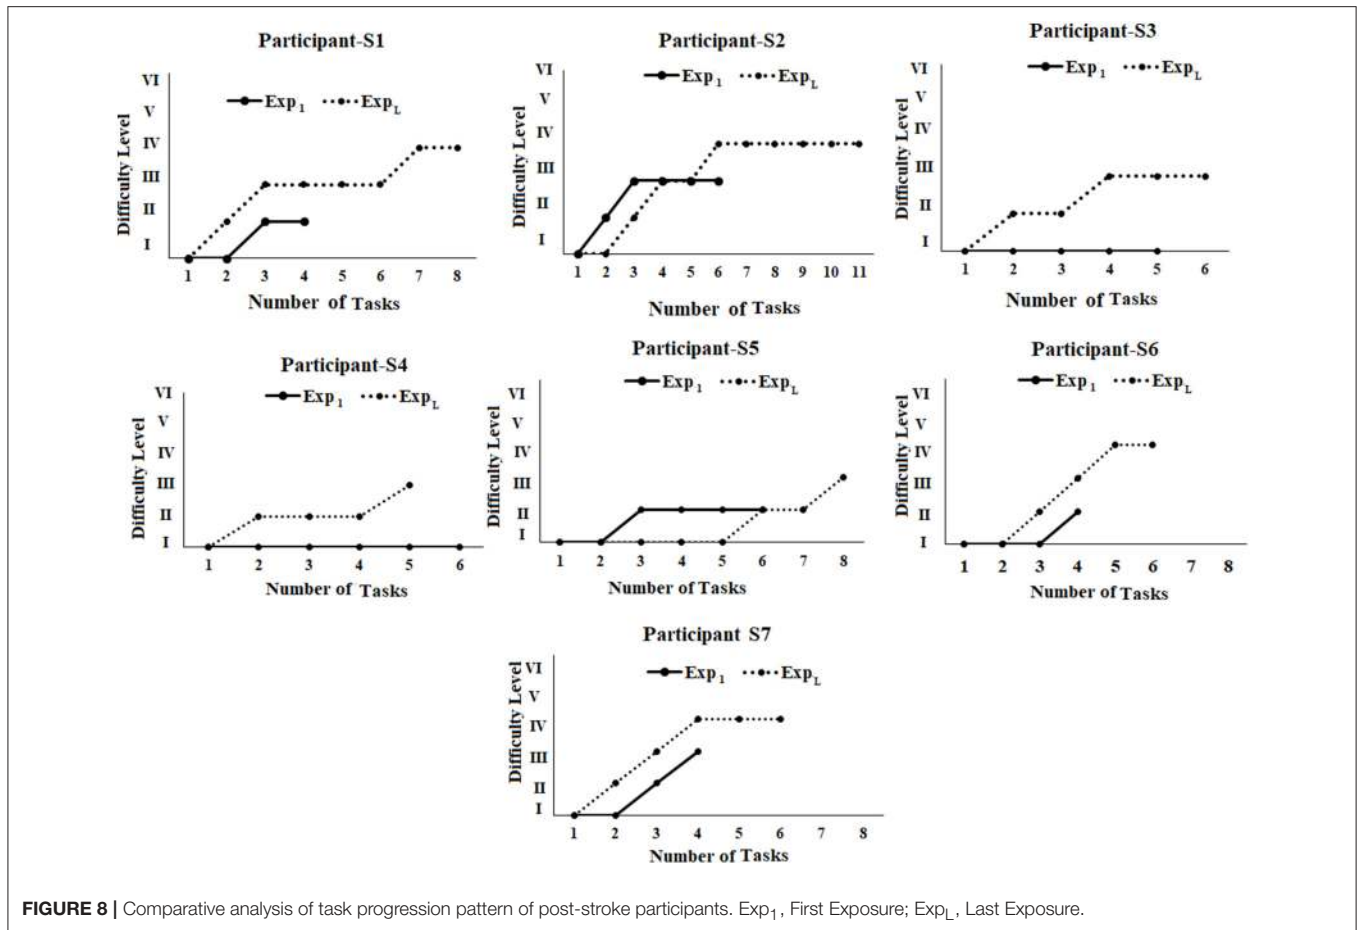 Participant-S1
Exp1 Exp L
Difficulty Level
VI
V
IV
III
II
I
1 2 3 4 5 6 7 8
Number of Tasks
Participant-S2
Exp1 Exp L
Difficulty Level
VI
V
IV
III
II
I
1 2 3 4 5 6 7 8 9 10 11
Number of Tasks
Participant-S3
Exp1 Exp L
Difficulty Level
VI
V
IV
III
II
I
1 2 3 4 5 6
Number of Tasks
Participant-S4
Exp1 Exp L
Difficulty Level
VI
V
IV
III
II
I
1 2 3 4 5 6
Number of Tasks
Participant-S5
Exp1 Exp L
Difficulty Level
VI
V
IV
III
II
I
1 2 3 4 5 6 7 8
Number of Tasks
Participant-S6
Exp1 Exp L
Difficulty Level
VI
V
IV
III
II
I
1 2 3 4 5 6 7 8
Number of Tasks
Participant S7
Exp1 Exp L
Difficulty Level
VI
V
IV
III
II
I
1 2 3 4 5 6 7 8
Number of Tasks
FIGURE 8 | Comparative analysis of task progression pattern of post-stroke participants. Exp1, First Exposure; ExpL, Last Exposure.